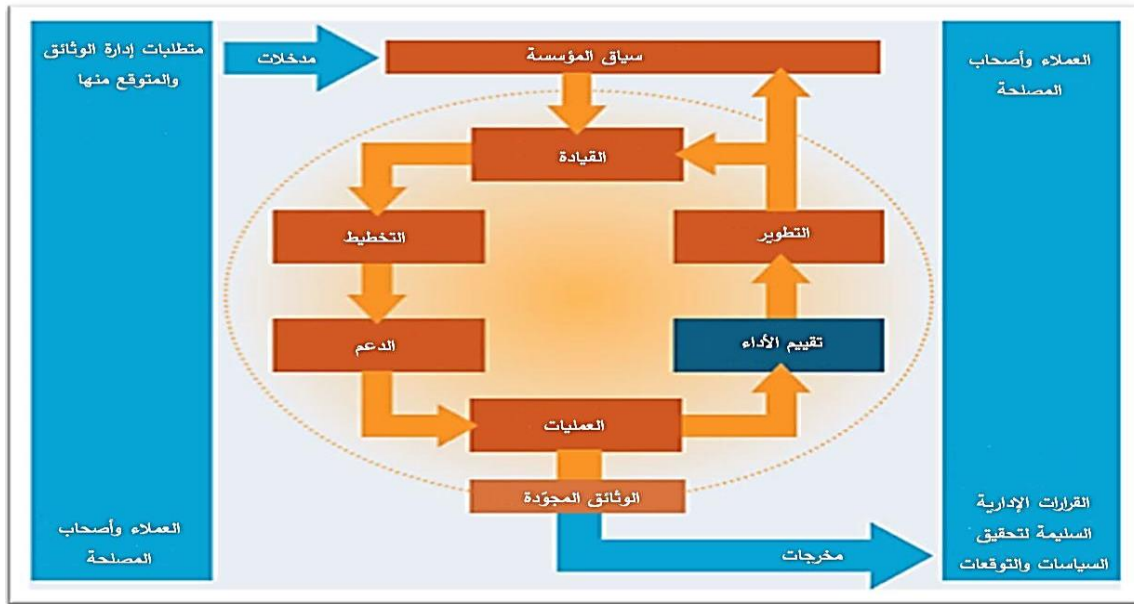 متطلبات إدارة الوثائق
والمتوقع منها
مدخلات
سياق المؤسسة
العملاء وأصحاب
المصلحة
القيادة
التخطيط
التطوير
الدعم
تقييم الأداء
العمليات
الوثائق المجوّدة
العملاء وأصحاب
المصلحة
مخرجات
القرارات الإدارية
السليمة لتحقيق
السياسات والتوقعات